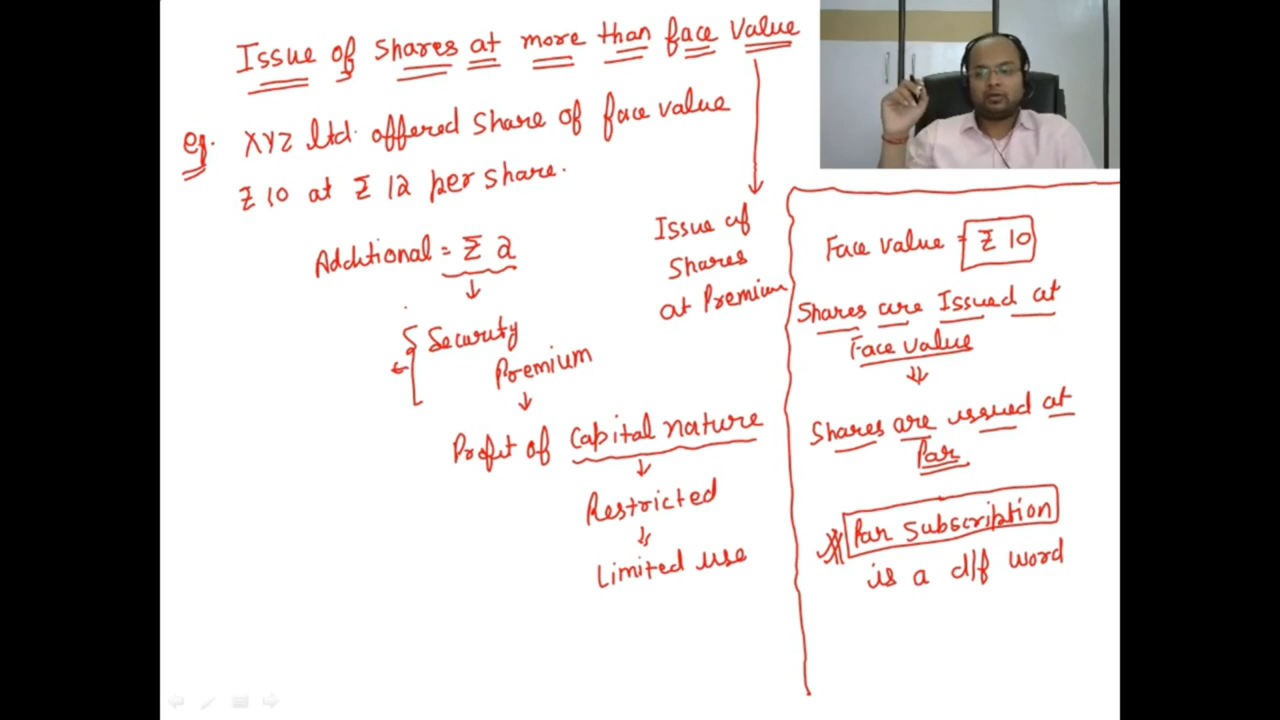 Issue of Shares at more than face value
eg. XYZ ltd. offered share of face value
₹ 10 at ₹ 12 per share.
Additional = ₹ 2
Security
Premium
Profit of Capital nature
Restricted
Limited use
Issue of
Shares
at Premium
Face value = ₹ 10
Shares are Issued at
Face value
Shares are issued at
Par
Par Subscription
is a d/f word